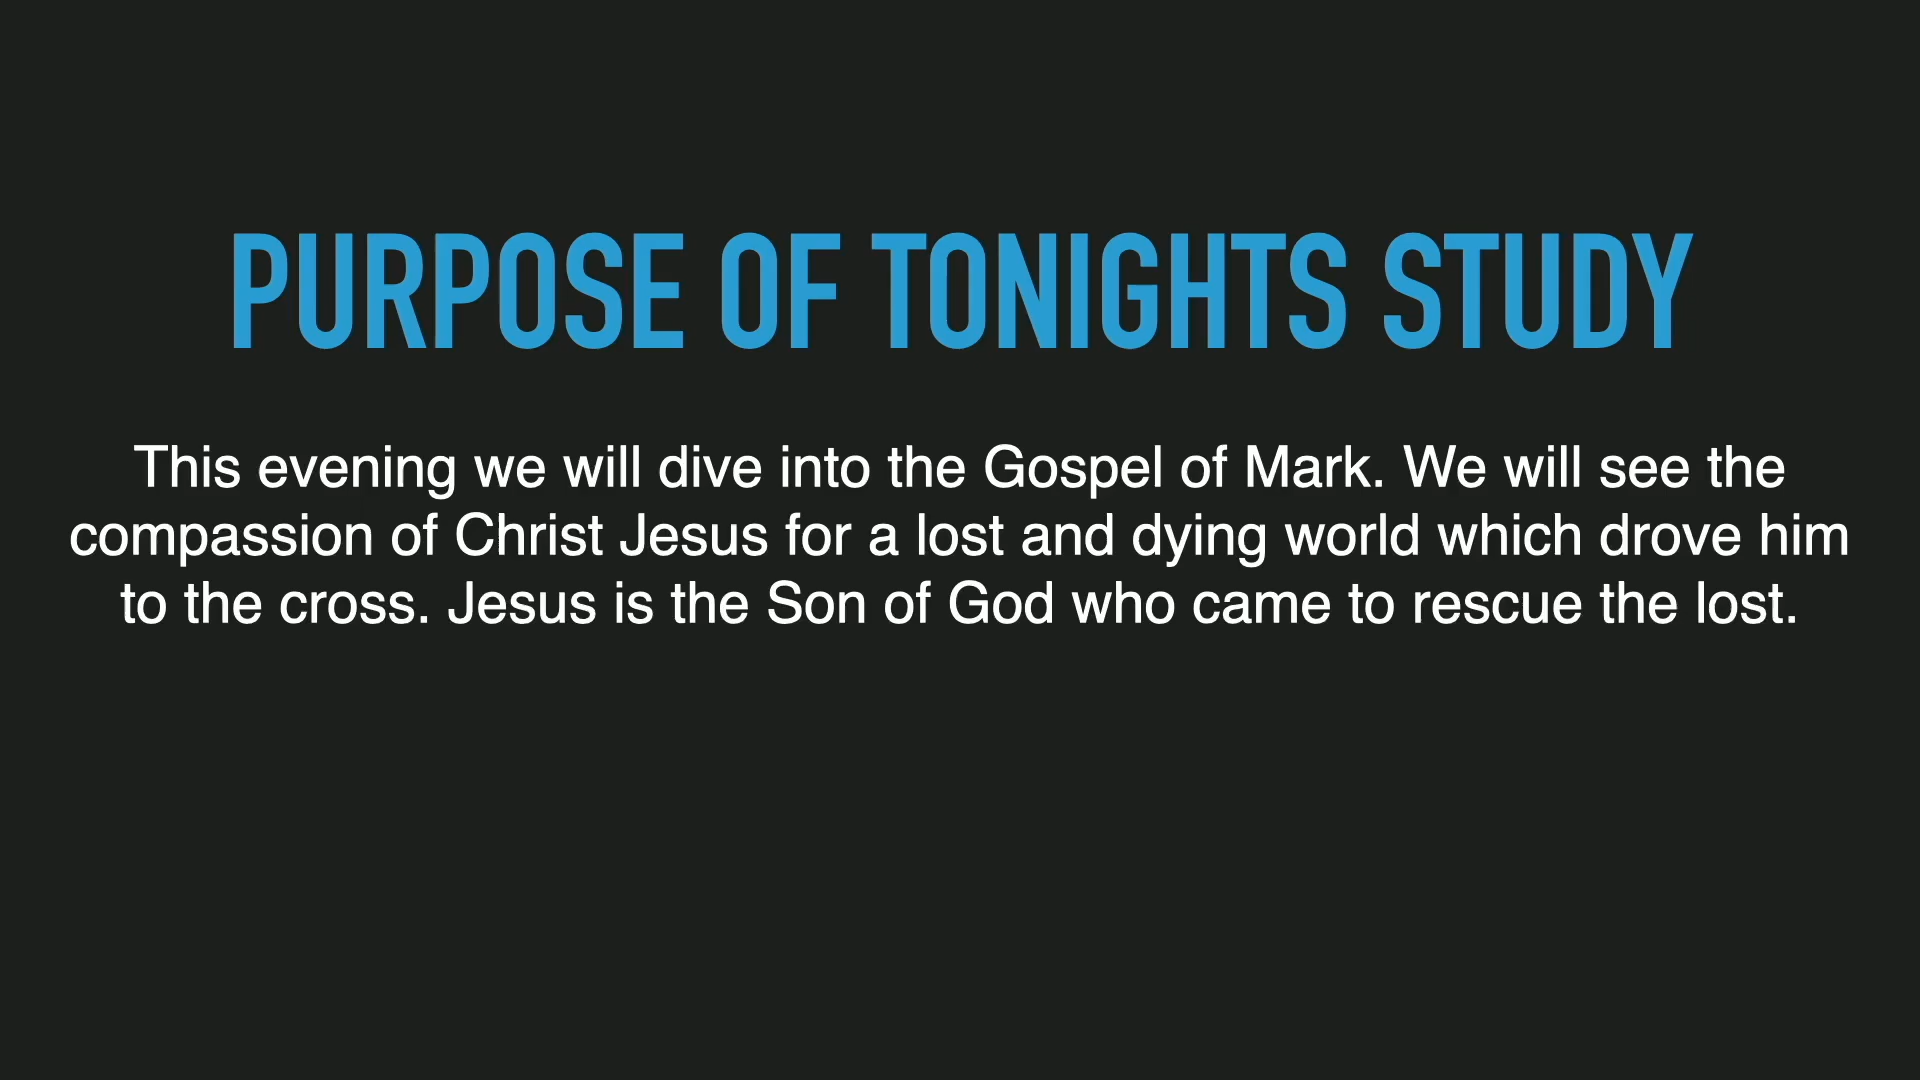 PURPOSE OF TONIGHTS STUDY
This evening we will dive into the Gospel of Mark. We will see the
compassion of Christ Jesus for a lost and dying world which drove him
to the cross. Jesus is the Son of God who came to rescue the lost.